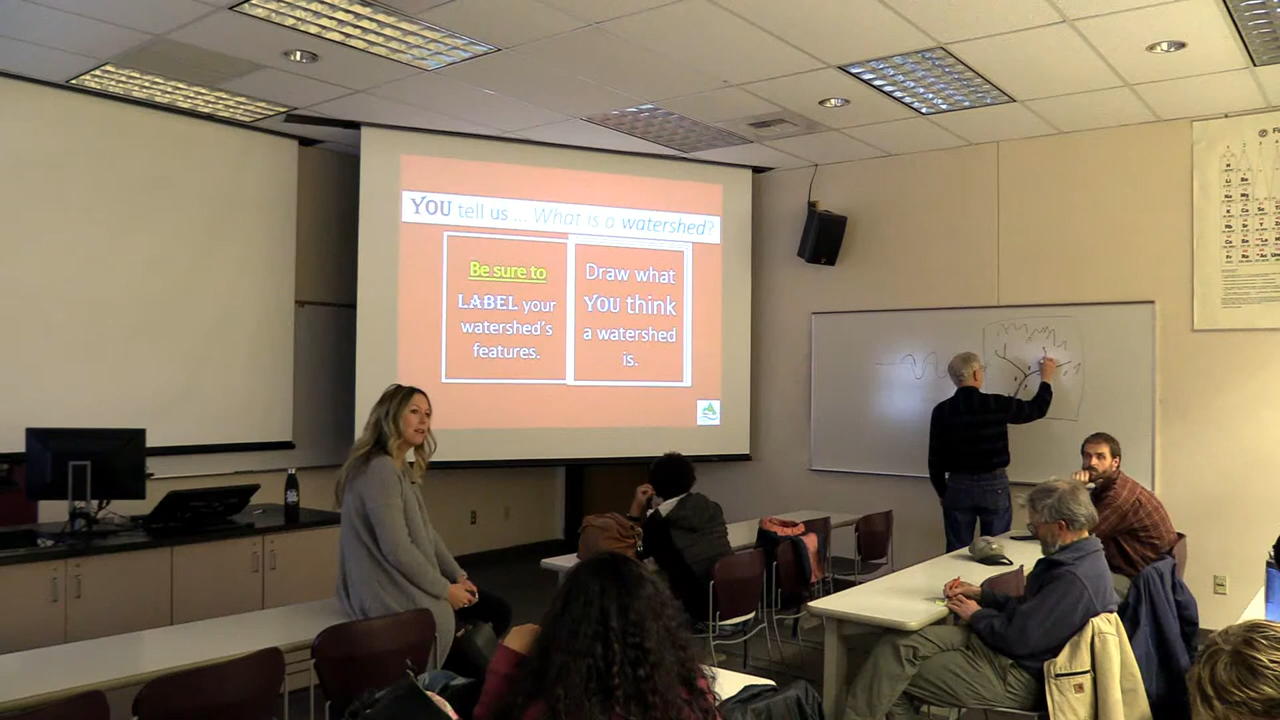 YOU tell us ... What is a watershed?
Be sure to
LABEL your
watershed's
features.
Draw what
YOU think
a watershed
is.